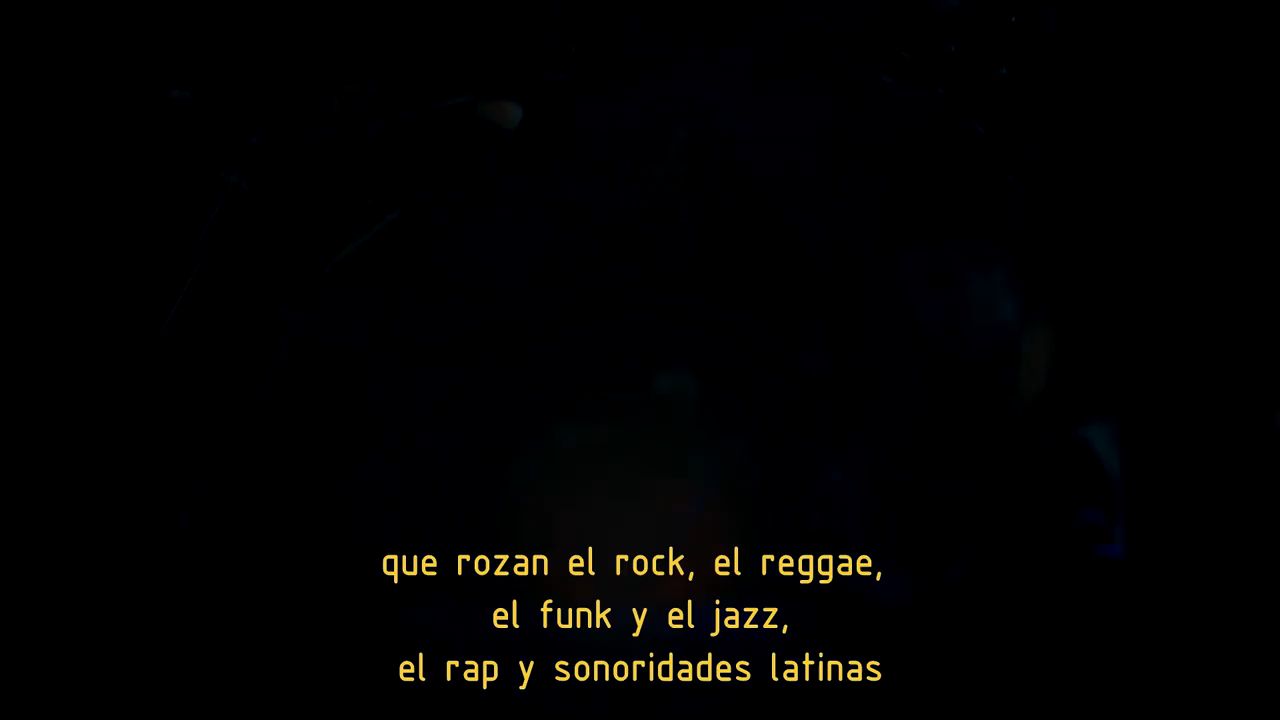 que rozan el rock, el reggae,
el funk y el jazz,
el rap y sonoridades latinas